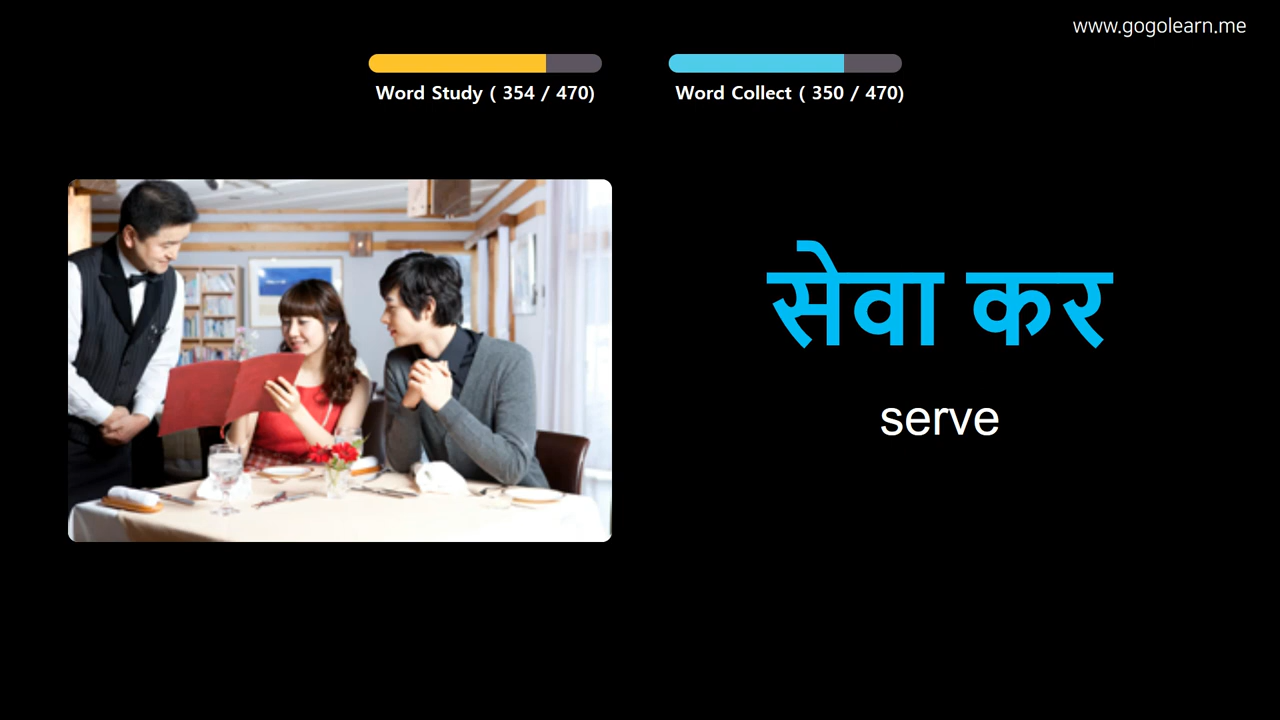 www.gogolearn.me
Word Study ( 354 / 470)
Word Collect ( 350 / 470)
सेवा कर
serve